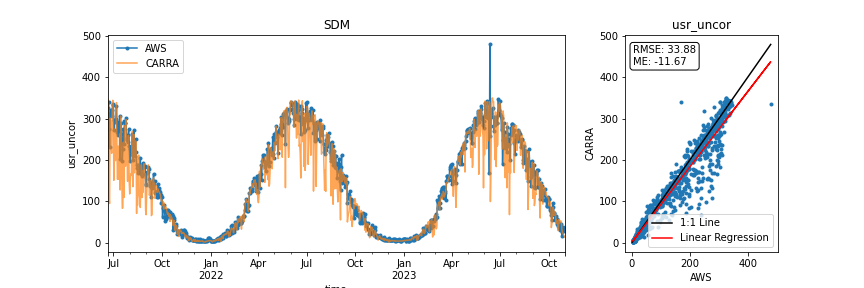 SDM
usr_uncor
500
400
300
200
100
0
usr_uncor
AWS
CARRA
Jul
Oct
Jan
2022
Apr
Jul
Oct
Jan
2023
Apr
Jul
Oct
time
RMSE: 33.88
ME: -11.67
CARRA
500
400
300
200
100
0
1:1 Line
Linear Regression
0
200
400
AWS